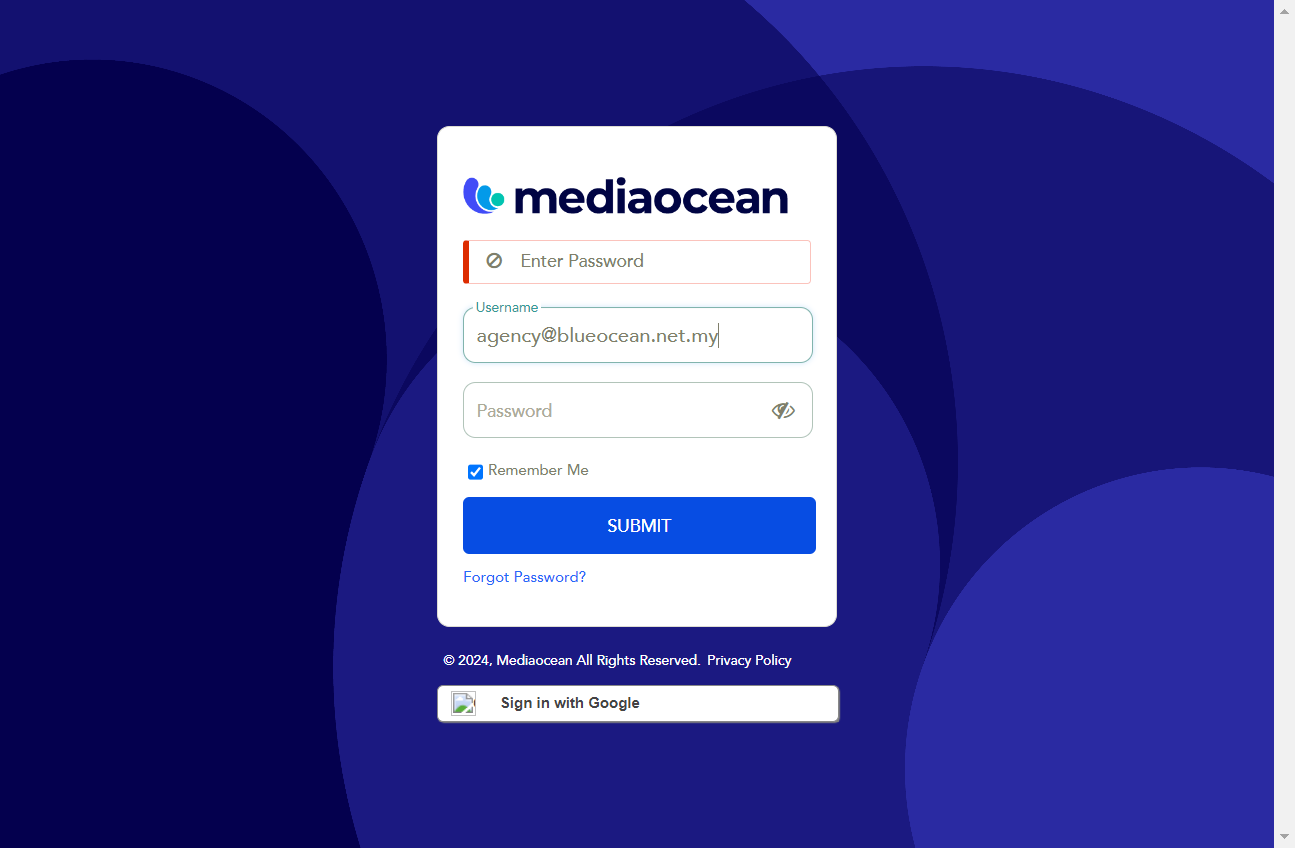 mediaocean
Enter Password
Username
agency@blueocean.net.my
Password
Remember Me
SUBMIT
Forgot Password?
© 2024, Mediaocean All Rights Reserved. Privacy Policy
Sign in with Google